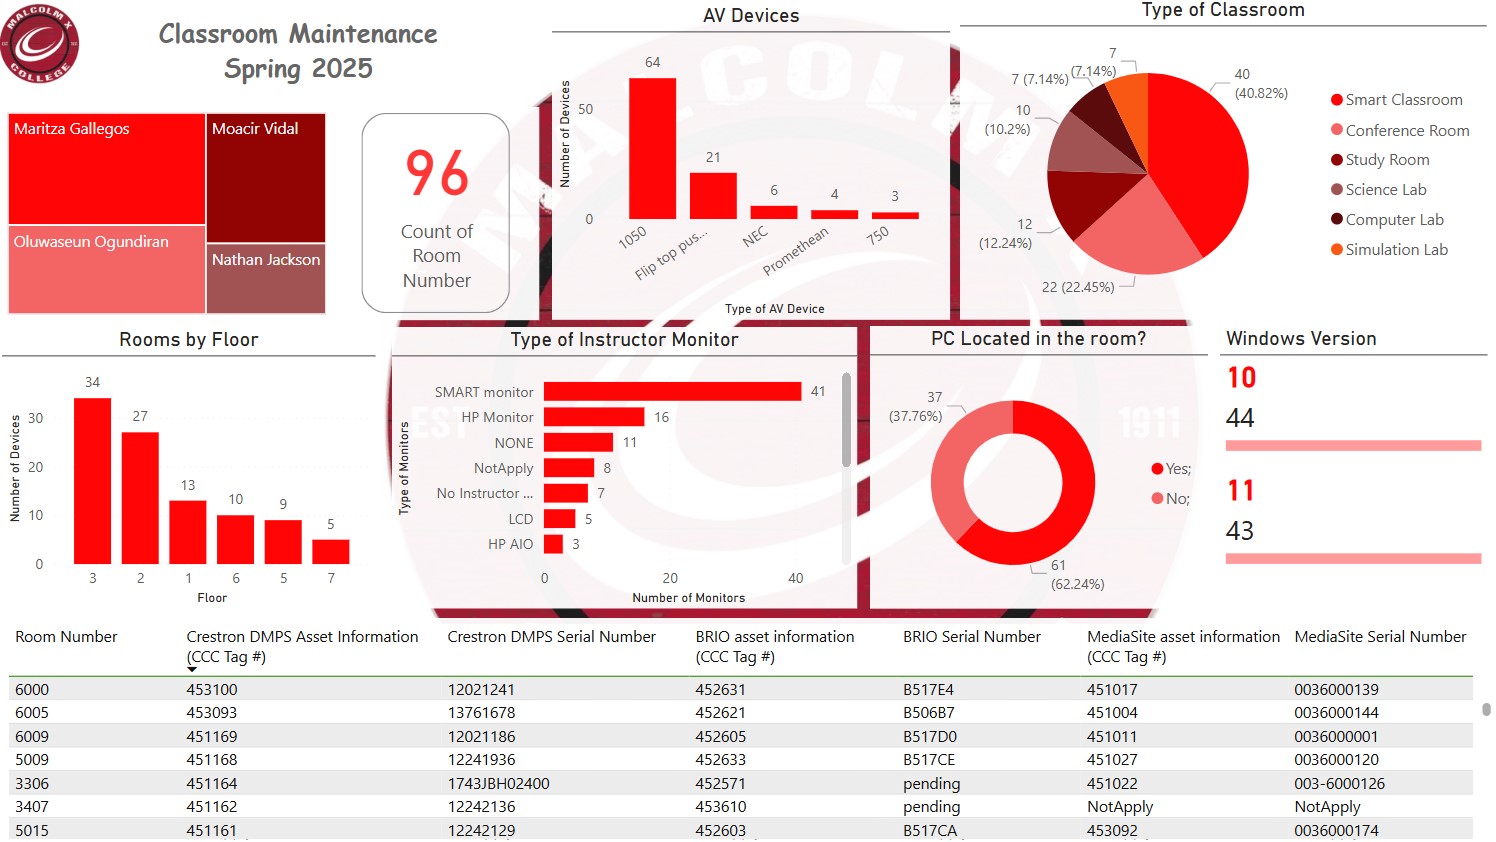 MALCOLM X
COLLEGE
Classroom Maintenance
Spring 2025
Maritza Gallegos
Moacir Vidal
Oluwaseun Ogundiran
Nathan Jackson
96
Count of
Room
Number
AV Devices
Number of Devices
50
0
64
21
6
4
3
1050
Flip top pus...
NEC
Promethean
750
Type of AV Device
Type of Classroom
40
(40.82%)
22 (22.45%)
12
(12.24%)
10
(10.2%)
7 (7.14%)
7
(7.14%)
Smart Classroom
Conference Room
Study Room
Science Lab
Computer Lab
Simulation Lab
Rooms by Floor
Number of Devices
30
20
10
0
34
27
13
10
9
5
3
2
1
6
5
7
Floor
Type of Instructor Monitor
Type of Monitors
SMART monitor 41
HP Monitor 16
NONE 11
NotApply 8
No Instructor ... 7
LCD 5
HP AIO 3
0 20 40
Number of Monitors
PC Located in the room?
37
(37.76%)
61
(62.24%)
Yes;
No;
Windows Version
10
44
11
43
MALCOLM
EST
1911
Room Number
Crestron DMPS Asset Information
(CCC Tag #)
Crestron DMPS Serial Number
BRIO asset information
(CCC Tag #)
BRIO Serial Number
MediaSite asset information
(CCC Tag #)
MediaSite Serial Number
6000 453100 12021241 452631 B517E4 451017 0036000139
6005 453093 13761678 452621 B506B7 451004 0036000144
6009 451169 12021186 452605 B517D0 451011 0036000001
5009 451168 12241936 452633 B517CE 451027 0036000120
3306 451164 1743JBH02400 452571 pending 451022 003-6000126
3407 451162 12242136 453610 pending NotApply NotApply
5015 451161 12242129 452603 B517CA 453092 0036000174